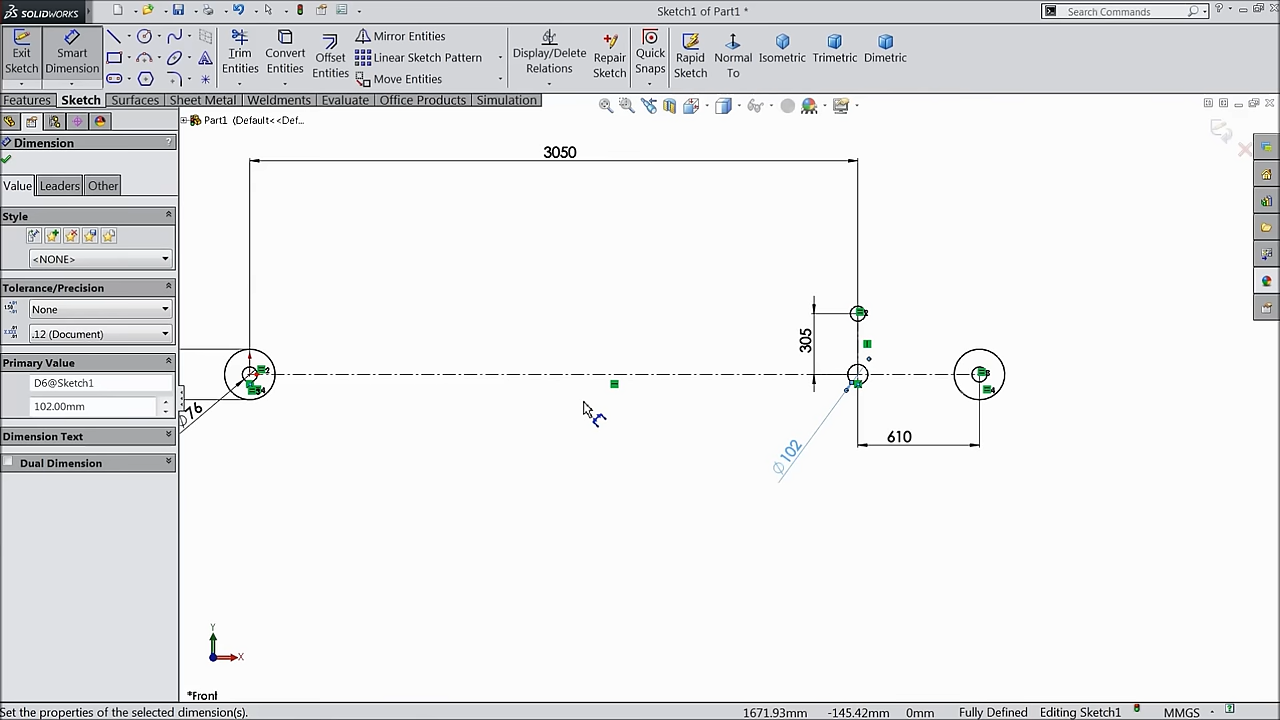 SOLIDWORKS
Sketch1 of Part1 *
Search Commands
Exit Sketch
Smart Dimension
Trim Entities
Convert Entities
Offset Entities
Mirror Entities
Linear Sketch Pattern
Move Entities
Display/Delete Relations
Repair Sketch
Quick Snaps
Rapid Sketch
Normal To
Isometric
Trimetric
Dimetric
Features
Sketch
Surfaces
Sheet Metal
Weldments
Evaluate
Office Products
Simulation
Part1 (Default<<Def...
Dimension
Value
Leaders
Other
Style
<NONE>
Tolerance/Precision
None
.12 (Document)
Primary Value
D6@Sketch1
102.00mm
Dimension Text
Dual Dimension
3050
305
610
∅102
∅76
Y
X
*Front
Set the properties of the selected dimension(s).
1671.93mm
-145.42mm
0mm
Fully Defined
Editing Sketch1
MMGS